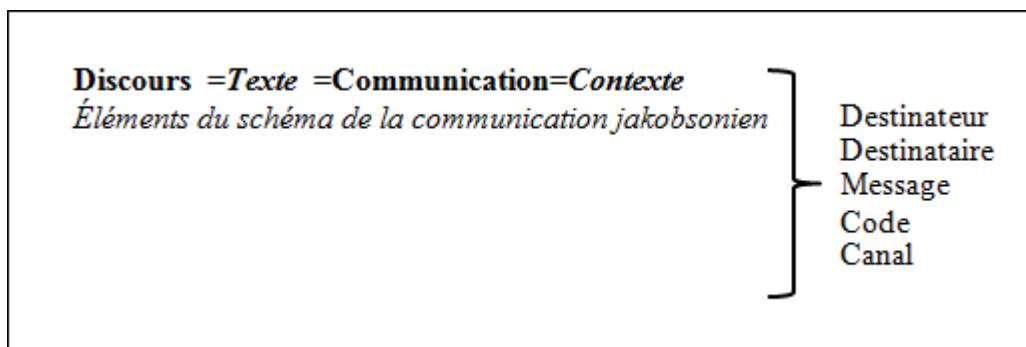 Discours =Texte =Communication=Contexte
Éléments du schéma de la communication jakobsonien
Destinateur
Destinataire
Message
Code
Canal